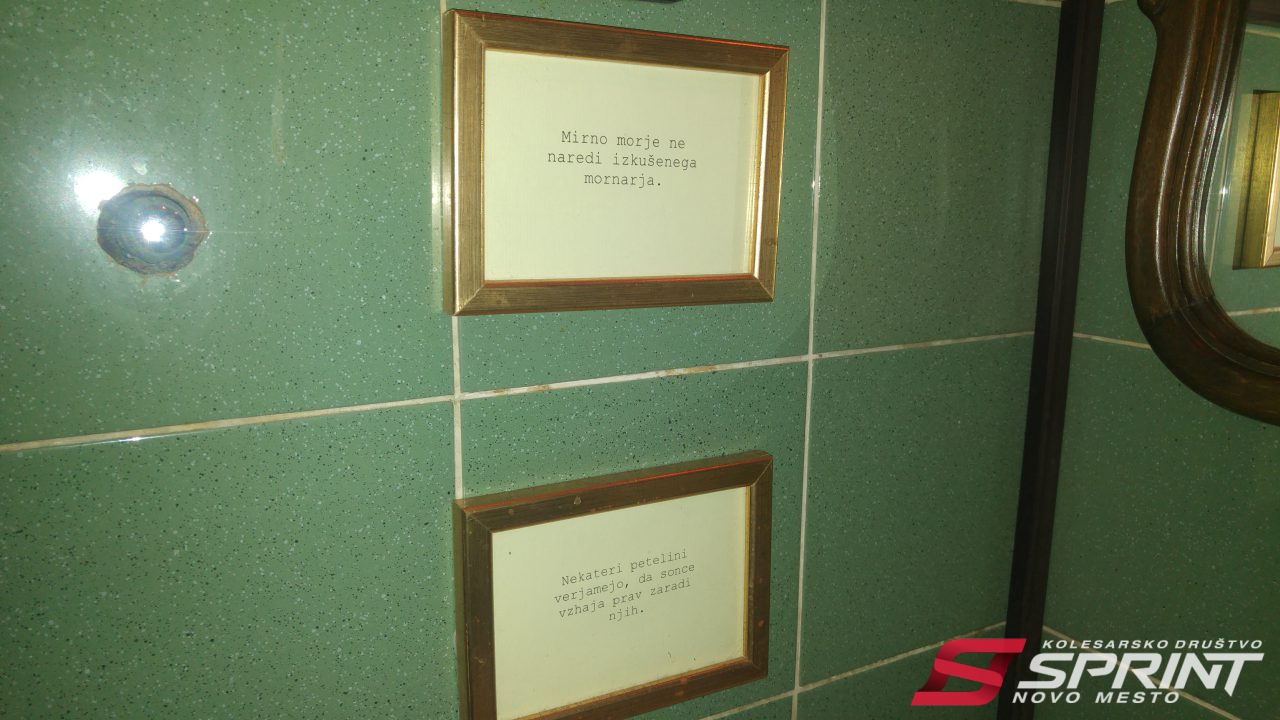 Mirno morje ne
naredi izkušenega
mornarja.
Nekateri petelini
verjamejo, da sonce
vzhaja prav zaradi
njih.
KOLESARSKO DRUŠTVO
SPRINT
NOVO MESTO